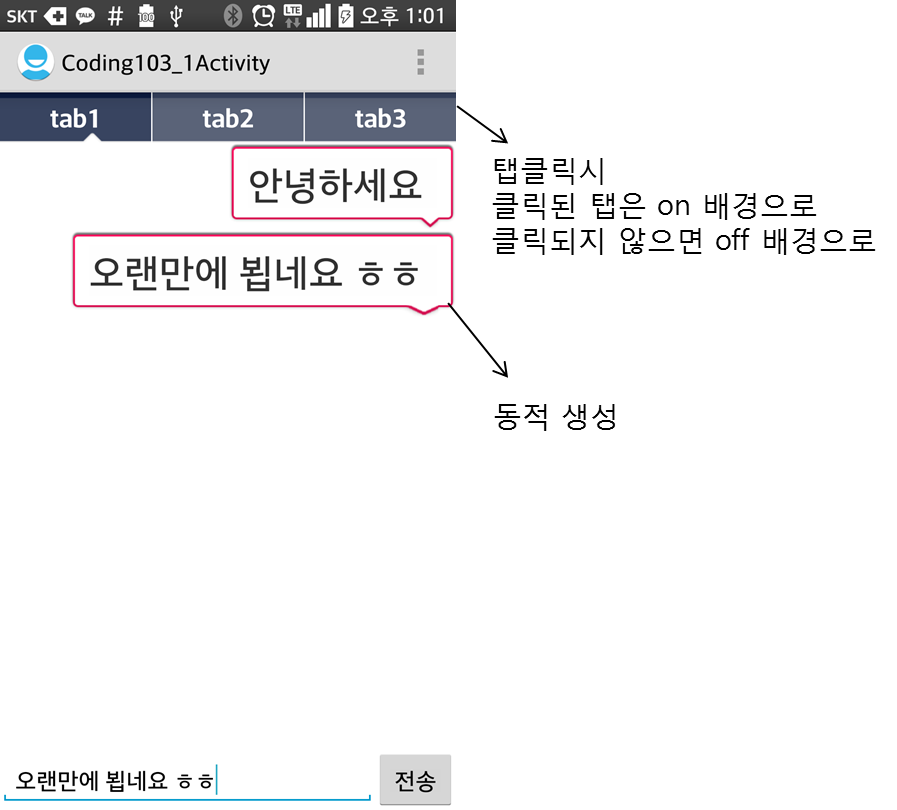 SKT TALK # 100 LTE 오후 1:01
Coding103_1Activity
tab1 tab2 tab3
탭클릭시
클릭된 탭은 on 배경으로
클릭되지 않으면 off 배경으로
안녕하세요
오랜만에 뵙네요 ㅎㅎ
동적 생성
오랜만에 뵙네요 ㅎㅎ 전송